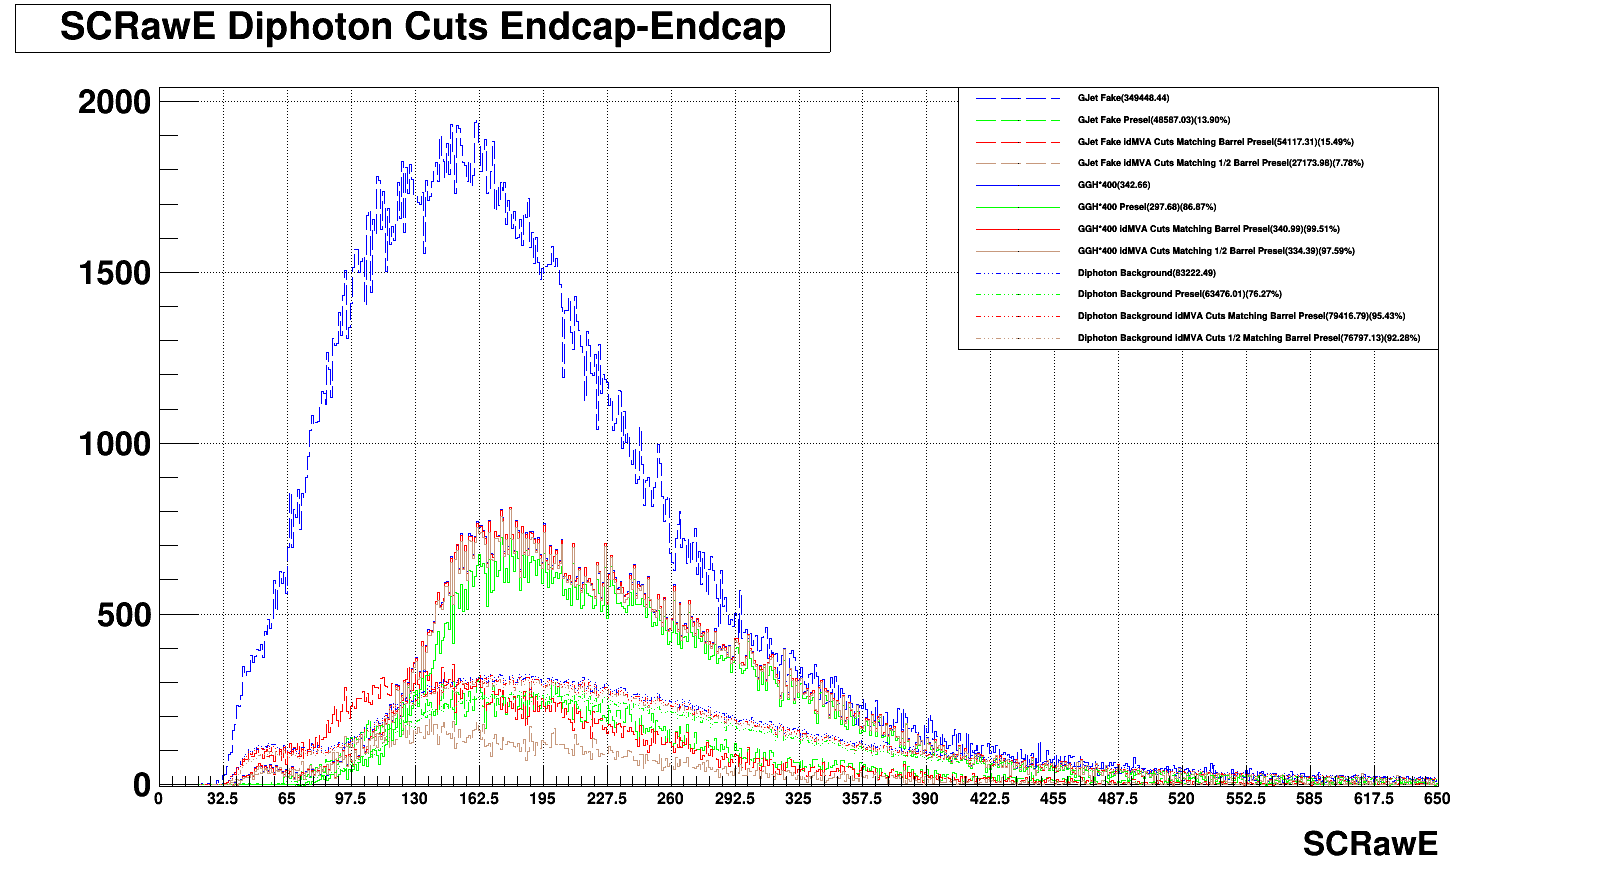 SCRawE Diphoton Cuts Endcap-Endcap
2000
1500
1000
500
0
GJet Fake(349448.44)
GJet Fake Presel(48587.03)(13.90%)
GJet Fake idMVA Cuts Matching Barrel Presel(54117.31)(15.49%)
GJet Fake idMVA Cuts Matching 1/2 Barrel Presel(27173.98)(7.78%)
GGH*400(342.66)
GGH*400 Presel(297.68)(86.87%)
GGH*400 idMVA Cuts Matching Barrel Presel(340.99)(99.51%)
GGH*400 idMVA Cuts Matching 1/2 Barrel Presel(334.39)(97.59%)
Diphoton Background(83222.49)
Diphoton Background Presel(63476.01)(76.27%)
Diphoton Background idMVA Cuts Matching Barrel Presel(79416.79)(95.43%)
Diphoton Background idMVA Cuts 1/2 Matching Barrel Presel(76797.13)(92.28%)
0 32.5 65 97.5 130 162.5 195 227.5 260 292.5 325 357.5 390 422.5 455 487.5 520 552.5 585 617.5 650
SCRawE